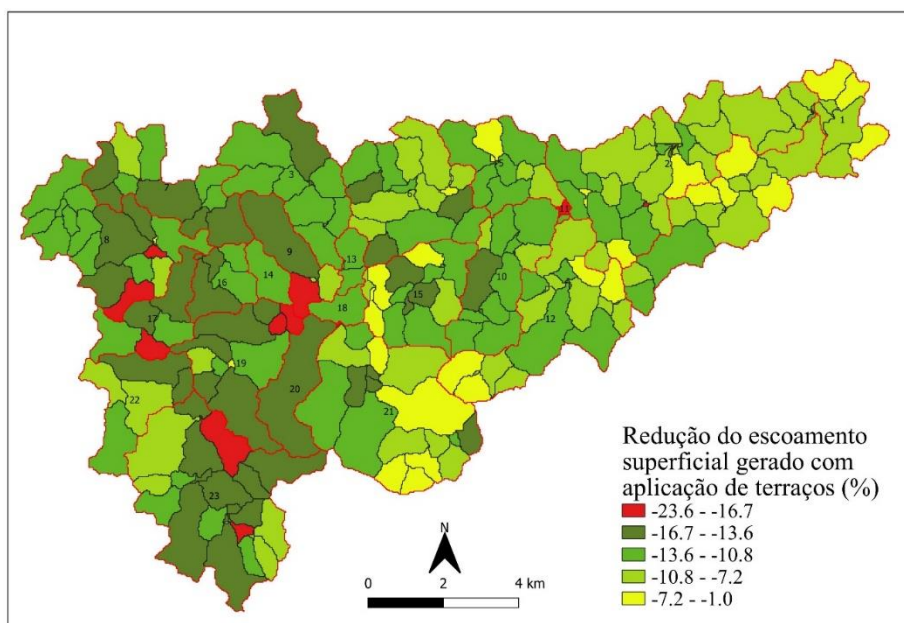 1
2
3
5
6
7
8
9
10
11
12
13
14
15
16
17
18
19
20
21
22
23
Redução do escoamento
superficial gerado com
aplicação de terraços (%)
-23.6 - -16.7
-16.7 - -13.6
-13.6 - -10.8
-10.8 - -7.2
-7.2 - -1.0
N
0 2 4 km